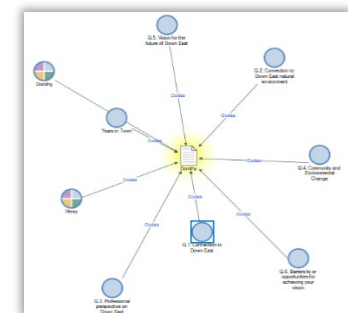 Q.5. Vision for the
future of Down East
Q.2. Connection to
Down East natural
environment
Dorothy
Codes
Codes
Codes
Years in Town
Codes
Codes
Dorothy
Q.4. Community and
Environmental
Change
Codes
Henry
Codes
Codes
Codes
Q.1. Connection to
Down East
Q.6. Barriers to or
opportunities for
achieving your
vision
Q.3. Professional
perspective on
Down East